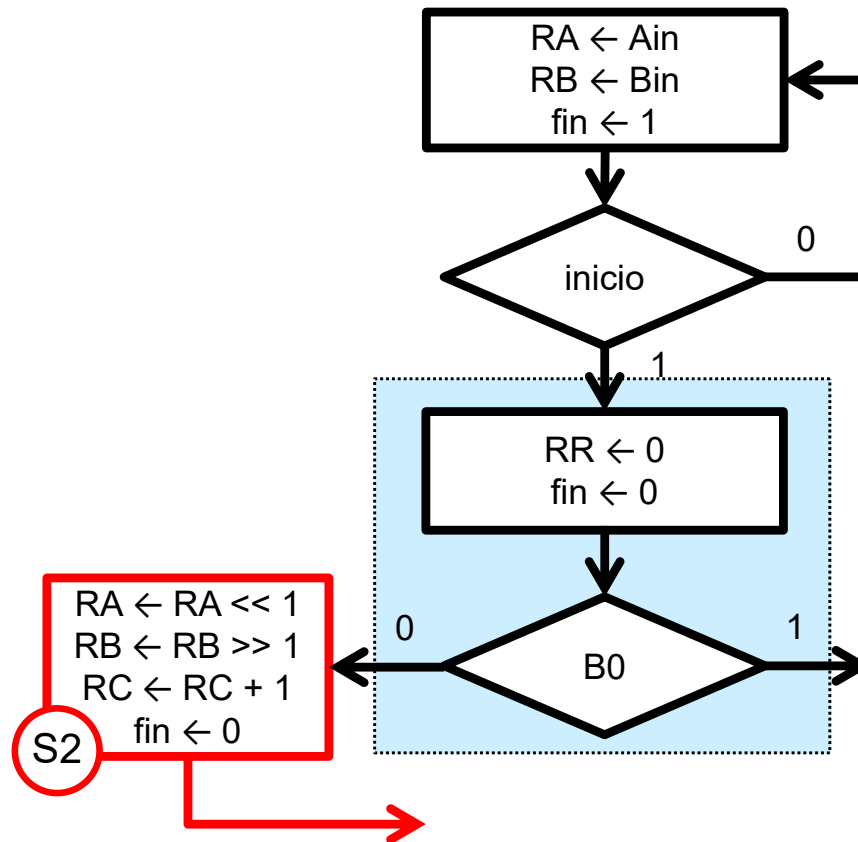 RA ← Ain
RB ← Bin
fin ← 1
0
inicio
1
RR ← 0
fin ← 0
RA ← RA << 1
RB ← RB >> 1
RC ← RC + 1
fin ← 0
S2
0
B0
1